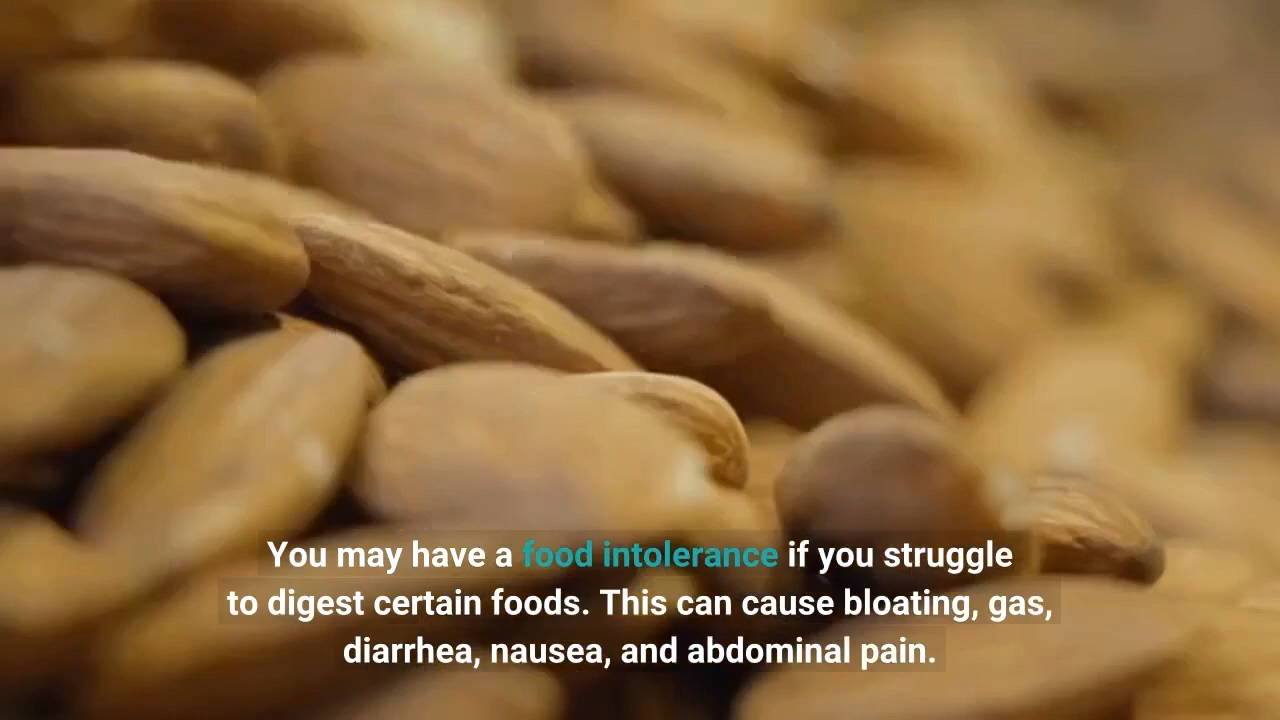 You may have a food intolerance if you struggle
to digest certain foods. This can cause bloating, gas,
diarrhea, nausea, and abdominal pain.